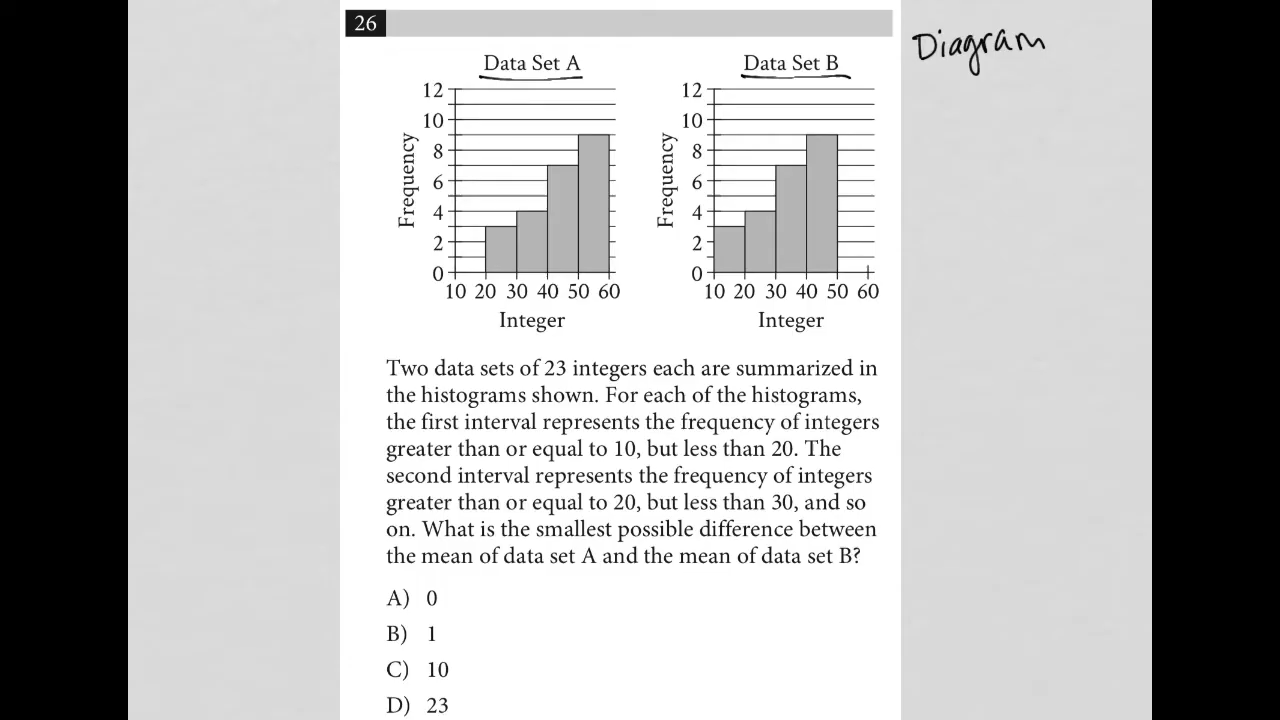 26
Diagram
Data Set A
Data Set B
12
10
8
6
4
2
0
Frequency
10 20 30 40 50 60
Integer
12
10
8
6
4
2
0
Frequency
10 20 30 40 50 60
Integer
Two data sets of 23 integers each are summarized in
the histograms shown. For each of the histograms,
the first interval represents the frequency of integers
greater than or equal to 10, but less than 20. The
second interval represents the frequency of integers
greater than or equal to 20, but less than 30, and so
on. What is the smallest possible difference between
the mean of data set A and the mean of data set B?
A) 0
B) 1
C) 10
D) 23